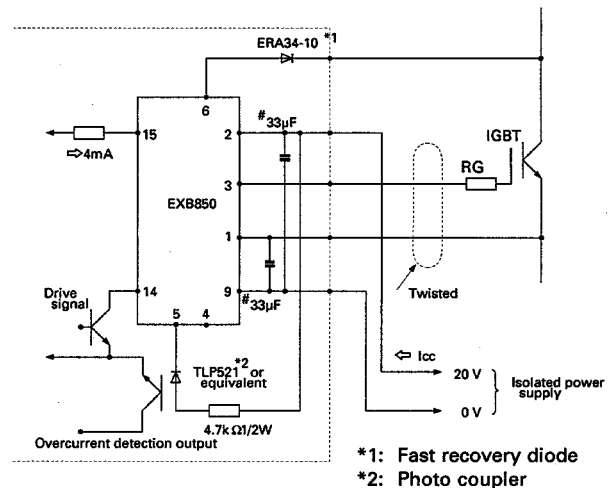 ERA34-10 *1
6
# 33μF
15
2
⇨4mA
IGBT
3
RG
EXB850
1
Drive signal
14
9
# 33μF
5
4
Twisted
TLP521 *2 or equivalent
⇦ Icc
20 V
Isolated power supply
0 V
4.7k Ω1/2W
Overcurrent detection output
*1: Fast recovery diode
*2: Photo coupler